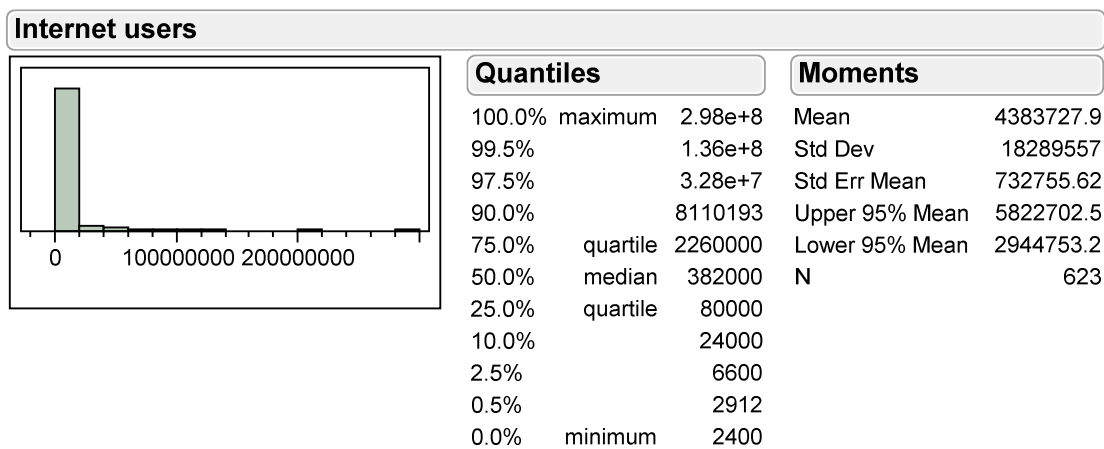 Internet users
0 100000000 200000000
Quantiles
100.0% maximum 2.98e+8
99.5% 1.36e+8
97.5% 3.28e+7
90.0% 8110193
75.0% quartile 2260000
50.0% median 382000
25.0% quartile 80000
10.0% 24000
2.5% 6600
0.5% 2912
0.0% minimum 2400
Moments
Mean 4383727.9
Std Dev 18289557
Std Err Mean 732755.62
Upper 95% Mean 5822702.5
Lower 95% Mean 2944753.2
N 623